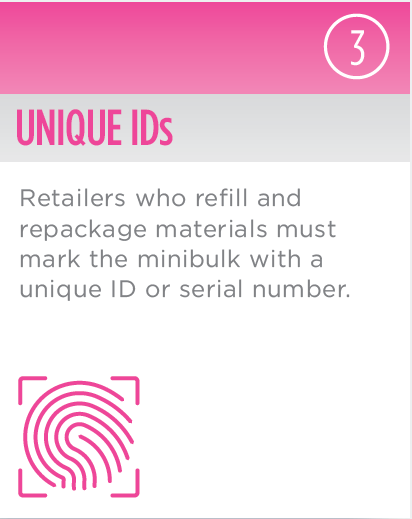 3
UNIQUE IDs
Retailers who refill and
repackage materials must
mark the minibulk with a
unique ID or serial number.